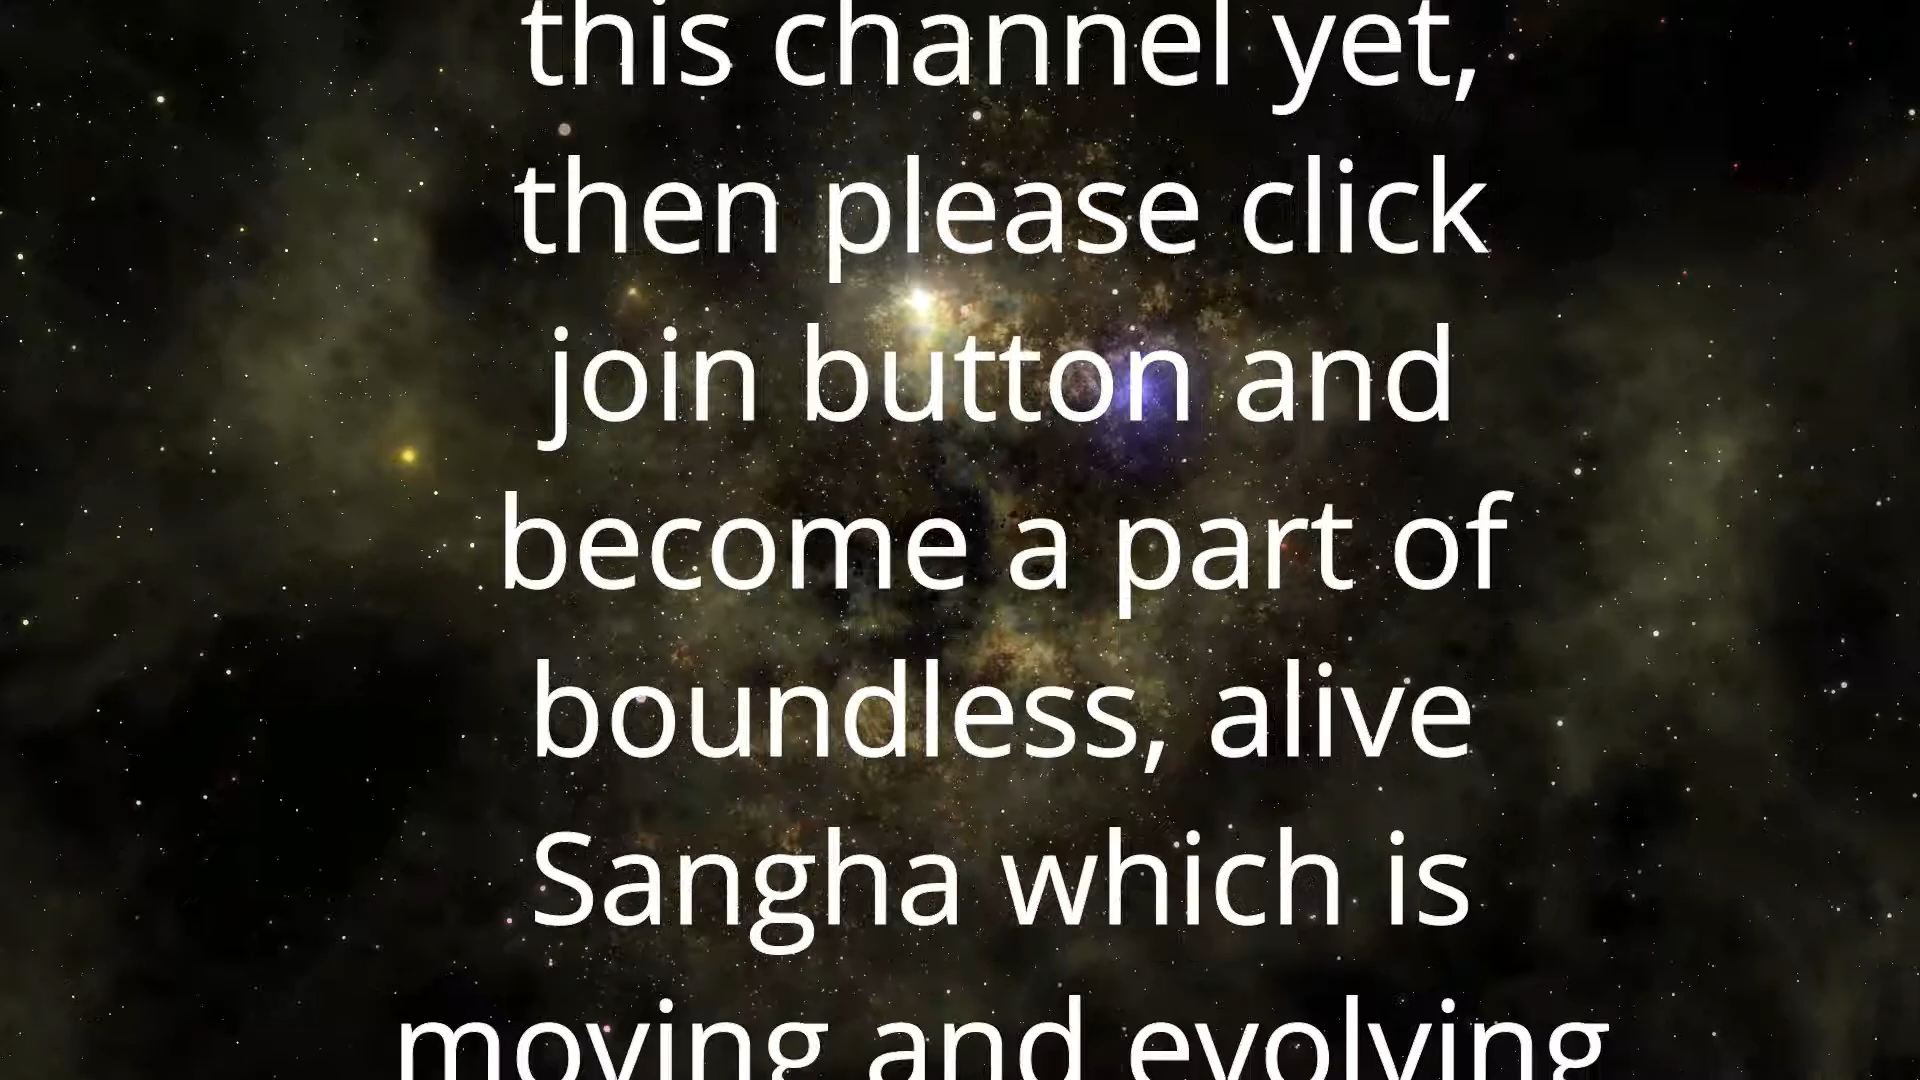 this channel yet,
then please click
join button and
become a part of
boundless, alive
Sangha which is
moving and evolving